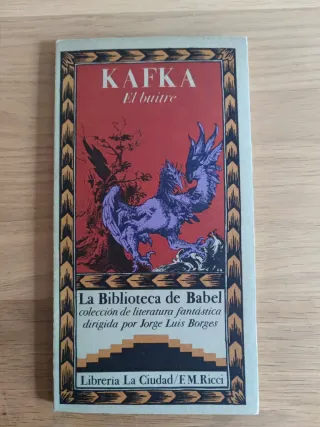 KAFKA
El buitre
La Biblioteca de Babel
colección de literatura fantástica
dirigida por Jorge Luis Borges
Libreria La Ciudad/F.M.Ricci